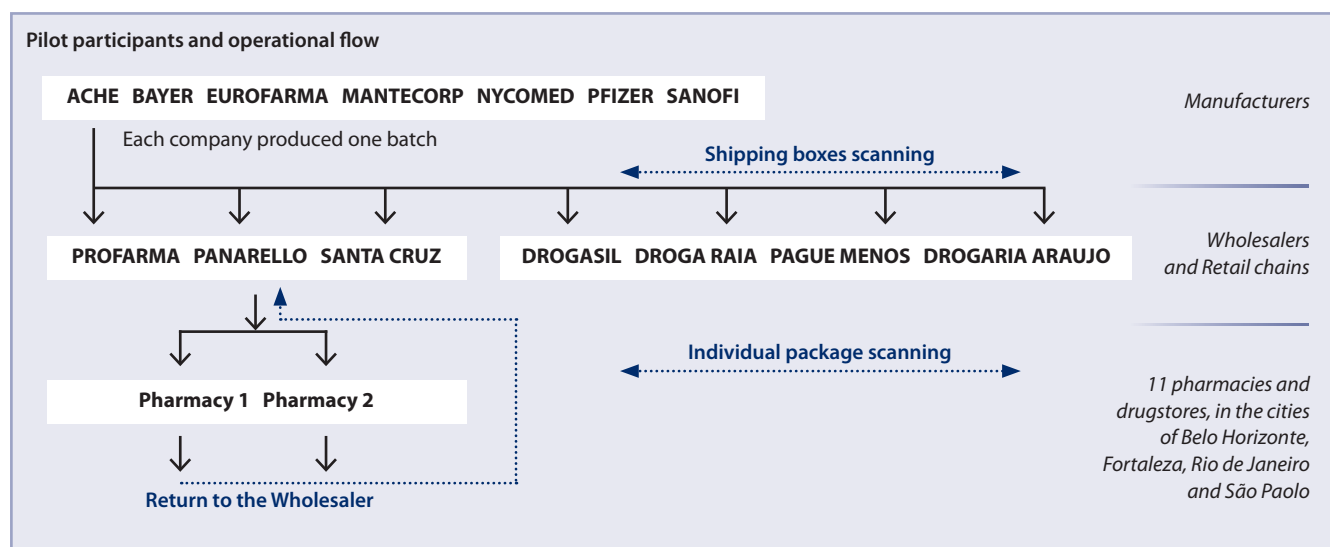 Pilot participants and operational flow
ACHE BAYER EUROFARMA MANTECORP NYCOMED PFIZER SANOFI
Manufacturers
Each company produced one batch
Shipping boxes scanning
PROFARMA PANARELLO SANTA CRUZ
DROGASIL DROGA RAIA PAGUE MENOS DROGARIA ARAUJO
Wholesalers
and Retail chains
Individual package scanning
Pharmacy 1 Pharmacy 2
11 pharmacies and
drugstores, in the cities
of Belo Horizonte,
Fortaleza, Rio de Janeiro
and São Paolo
Return to the Wholesaler